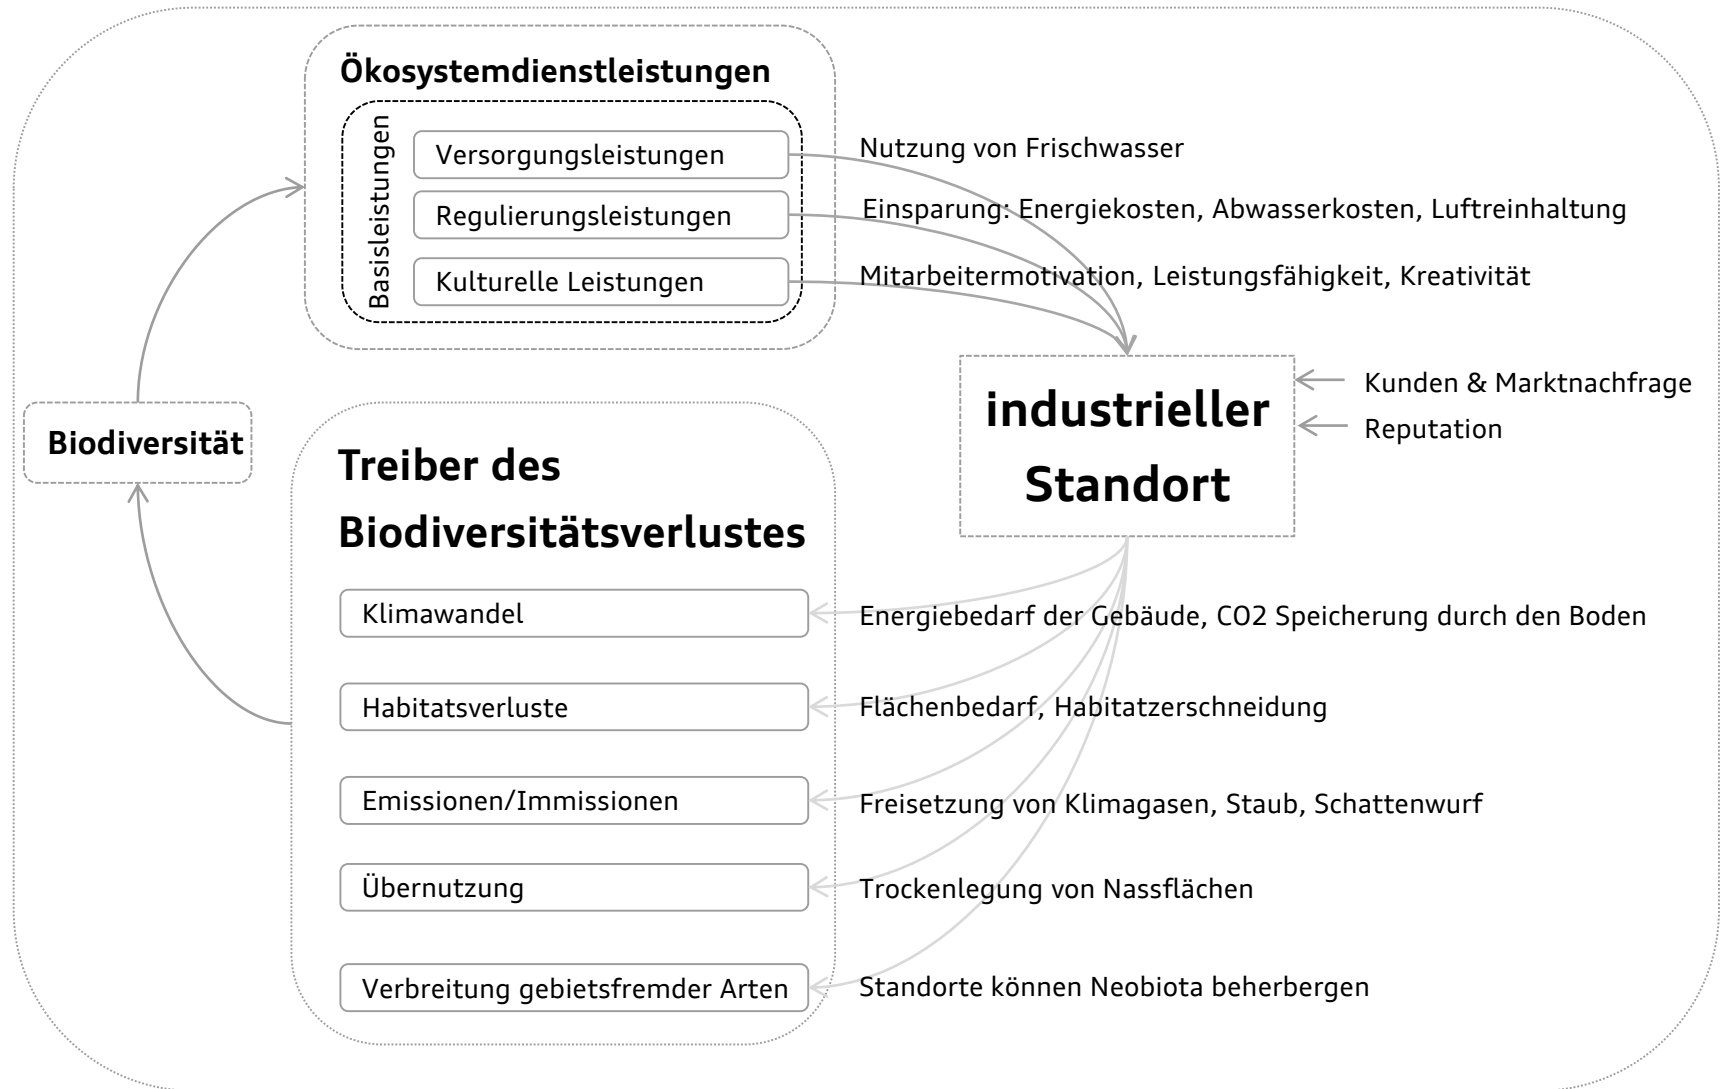 Ökosystemdienstleistungen
Basisleistungen
Versorgungsleistungen
Nutzung von Frischwasser
Regulierungsleistungen
Einsparung: Energiekosten, Abwasserkosten, Luftreinhaltung
Kulturelle Leistungen
Mitarbeitermotivation, Leistungsfähigkeit, Kreativität
industrieller
Standort
Kunden & Marktnachfrage
Reputation
Biodiversität
Treiber des
Biodiversitätsverlustes
Klimawandel
Energiebedarf der Gebäude, CO2 Speicherung durch den Boden
Habitatsverluste
Flächenbedarf, Habitatzerschneidung
Emissionen/Immissionen
Freisetzung von Klimagasen, Staub, Schattenwurf
Übernutzung
Trockenlegung von Nassflächen
Verbreitung gebietsfremder Arten
Standorte können Neobiota beherbergen